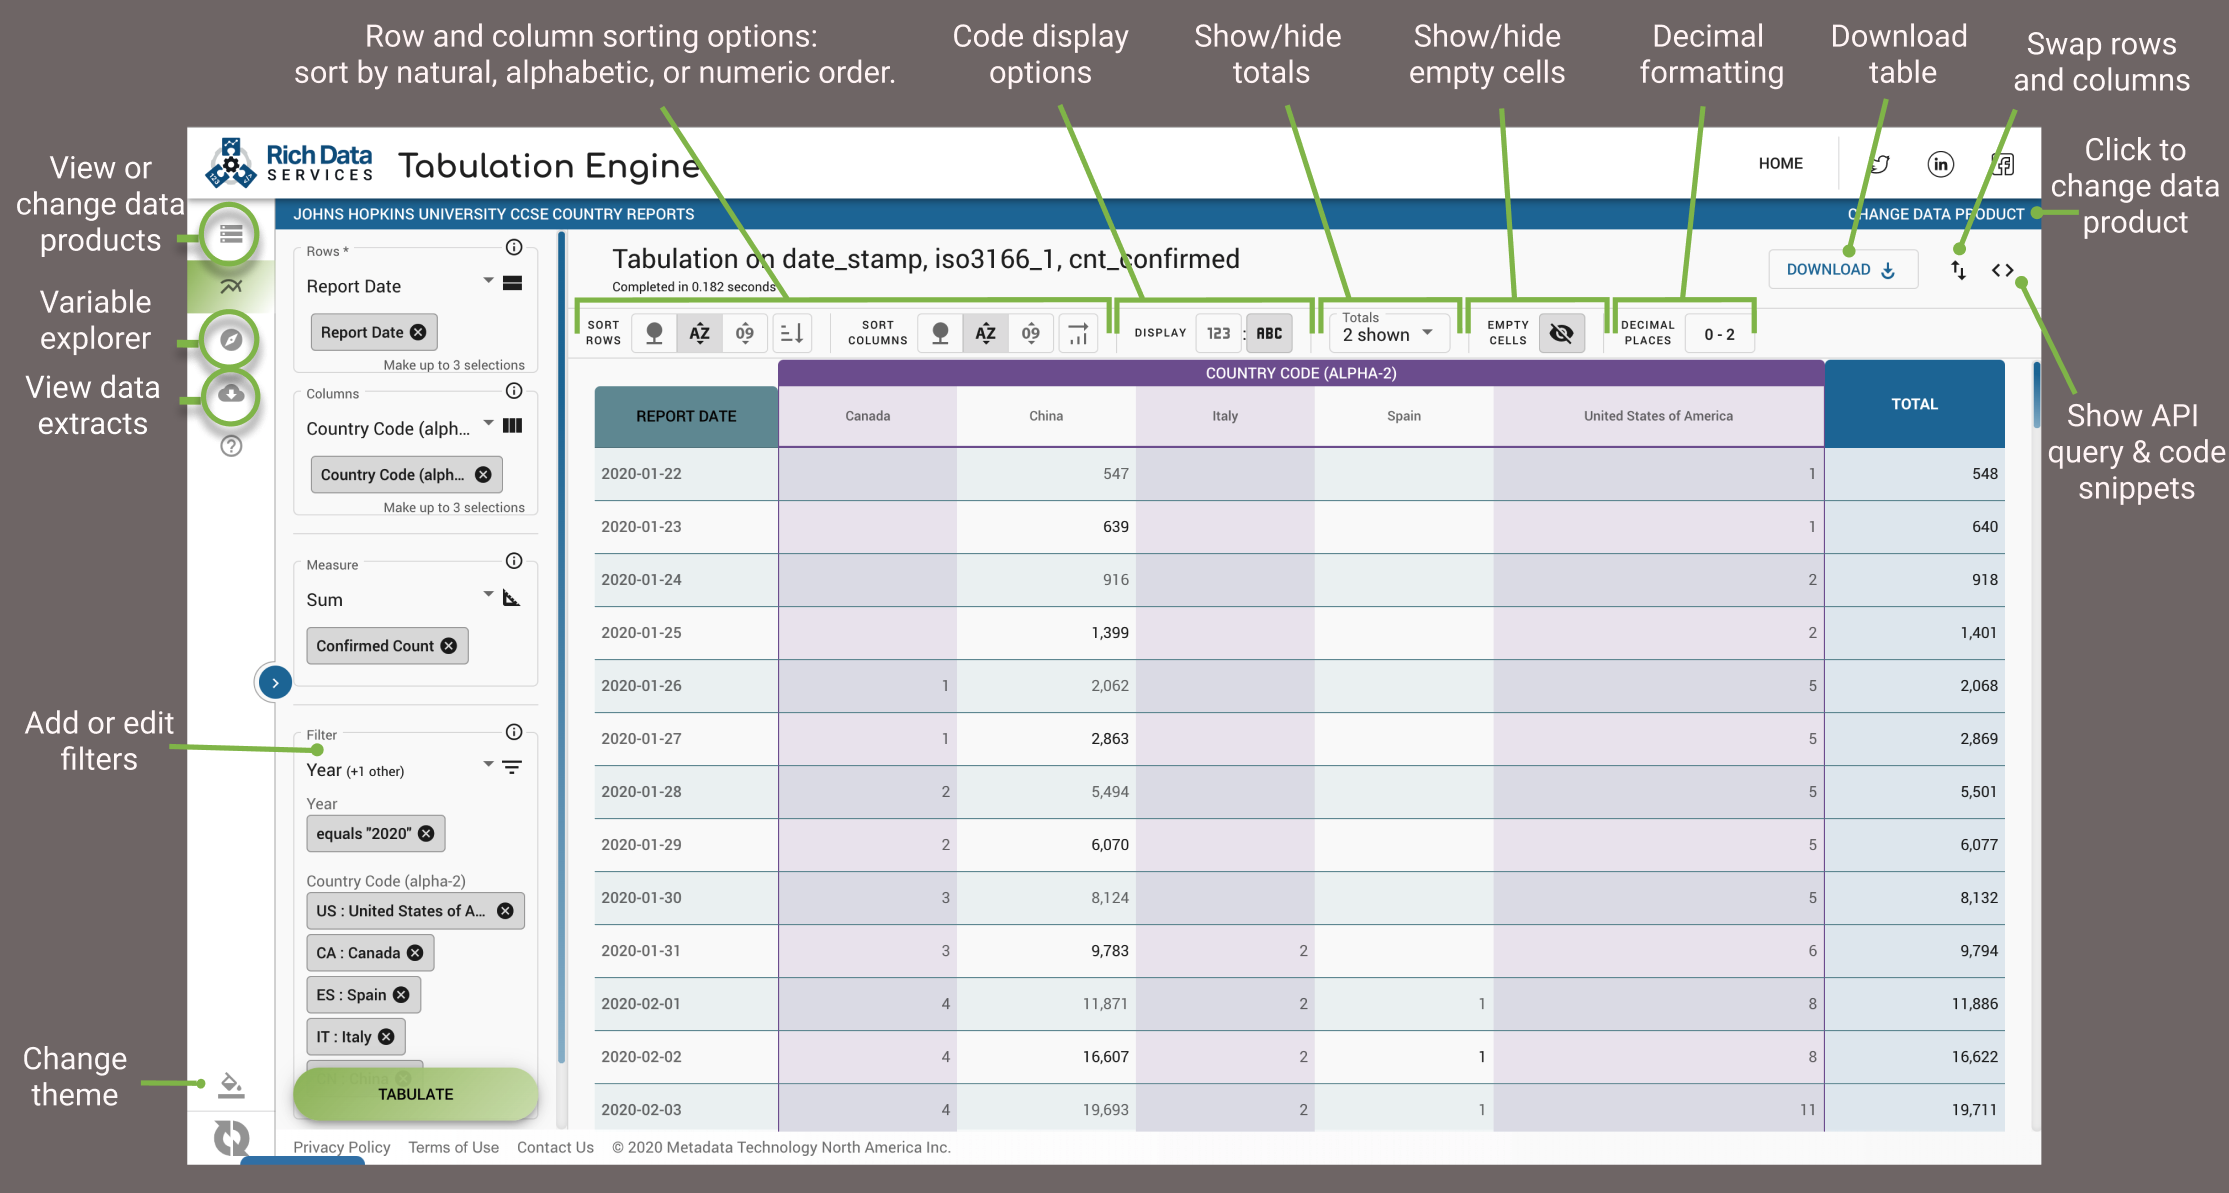 Row and column sorting options:
sort by natural, alphabetic, or numeric order.
Code display
options
Show/hide
totals
Show/hide
empty cells
Decimal
formatting
Download
table
Swap rows
and columns
View or
change data
products
Variable
explorer
View data
extracts
Add or edit
filters
Change
theme
Click to
change data
product
Show API
query & code
snippets
Rich Data
SERVICES
Tabulation Engine
HOME
JOHNS HOPKINS UNIVERSITY CCSE COUNTRY REPORTS
CHANGE DATA PRODUCT
Rows *
Report Date
Report Date
Make up to 3 selections
Columns
Country Code (alph...
Country Code (alph...
Make up to 3 selections
Measure
Sum
Confirmed Count
Filter
Year (+1 other)
Year
equals "2020"
Country Code (alpha-2)
US : United States of A...
CA : Canada
ES : Spain
IT : Italy
China
TABULATE
Tabulation on date_stamp, iso3166_1, cnt_confirmed
Completed in 0.182 seconds
DOWNLOAD
SORT
ROWS
AZ
09
SORT
COLUMNS
AZ
09
DISPLAY
123
:
ABC
Totals
2 shown
EMPTY
CELLS
DECIMAL
PLACES
0 - 2
COUNTRY CODE (ALPHA-2)
REPORT DATE Canada China Italy Spain United States of America TOTAL
2020-01-22 547 1 548
2020-01-23 639 1 640
2020-01-24 916 2 918
2020-01-25 1,399 2 1,401
2020-01-26 1 2,062 5 2,068
2020-01-27 1 2,863 5 2,869
2020-01-28 2 5,494 5 5,501
2020-01-29 2 6,070 5 6,077
2020-01-30 3 8,124 5 8,132
2020-01-31 3 9,783 2 6 9,794
2020-02-01 4 11,871 2 1 8 11,886
2020-02-02 4 16,607 2 1 8 16,622
2020-02-03 4 19,693 2 1 11 19,711
Privacy Policy Terms of Use Contact Us © 2020 Metadata Technology North America Inc.